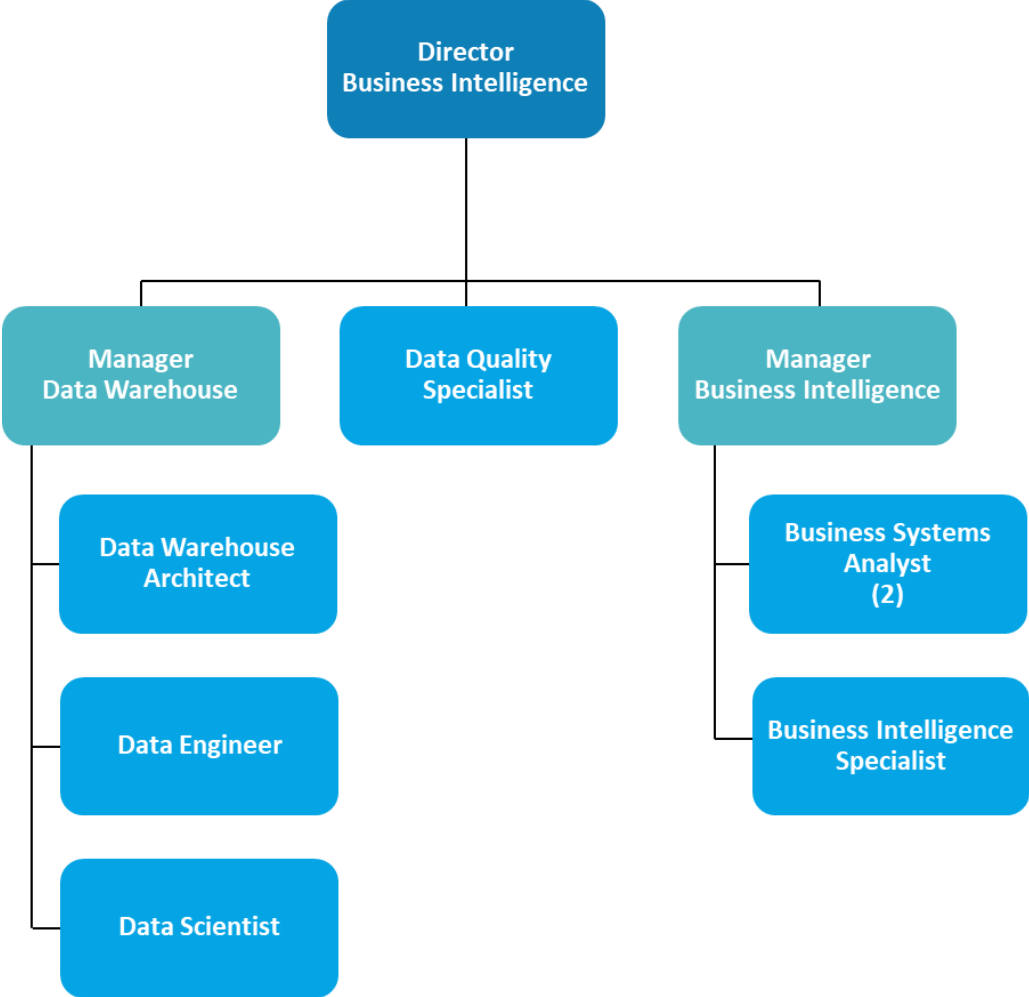 Director
Business Intelligence
Manager
Data Warehouse
Data Quality
Specialist
Manager
Business Intelligence
Data Warehouse
Architect
Data Engineer
Data Scientist
Business Systems
Analyst
(2)
Business Intelligence
Specialist